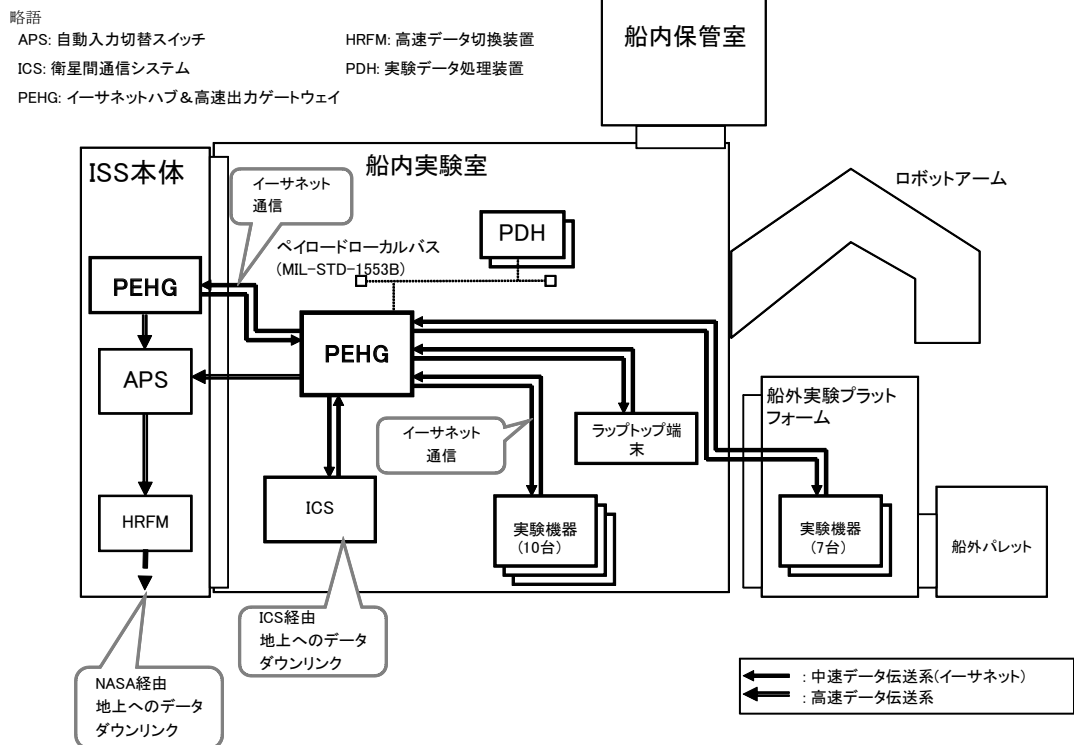 略語
APS: 自動入力切替スイッチ
HRFM: 高速データ切換装置
ICS: 衛星間通信システム
PDH: 実験データ処理装置
PEHG: イーサネットハブ＆高速出力ゲートウェイ
船内保管室
ISS本体
船内実験室
イーサネット
通信
ロボットアーム
PDH
ペイロードローカルバス
(MIL-STD-1553B)
PEHG
PEHG
APS
船外実験プラット
フォーム
イーサネット
通信
ラップトップ端
末
ICS
HRFM
実験機器
(10台)
実験機器
(7台)
船外パレット
ICS経由
地上へのデータ
ダウンリンク
NASA経由
地上へのデータ
ダウンリンク
: 中速データ伝送系(イーサネット)
: 高速データ伝送系